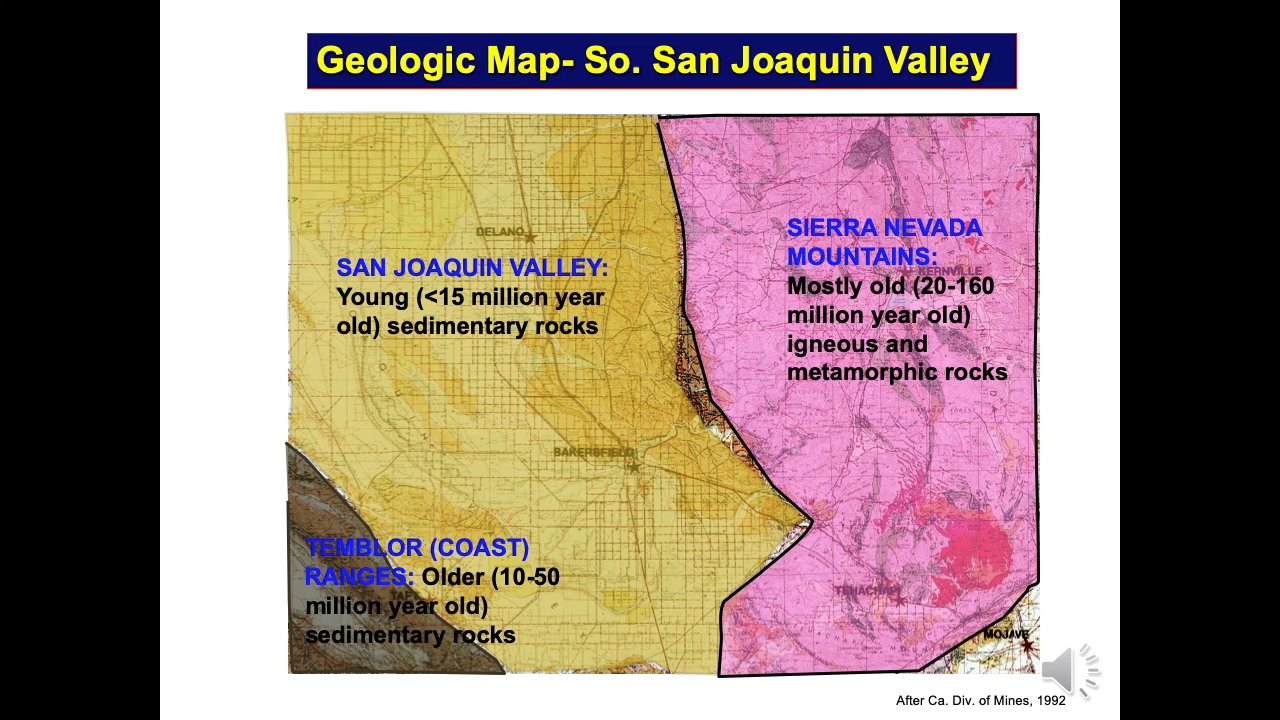 Geologic Map- So. San Joaquin Valley
DELANO
SAN JOAQUIN VALLEY:
Young (<15 million year
old) sedimentary rocks
SIERRA NEVADA
MOUNTAINS:
KERNVILLE
Mostly old (20-160
million year old)
igneous and
metamorphic rocks
BAKERSFIELD
TEMBLOR (COAST)
RANGES: Older (10-50
million year old)
sedimentary rocks
TEHACHAPI
MOJAVE
After Ca. Div. of Mines, 1992